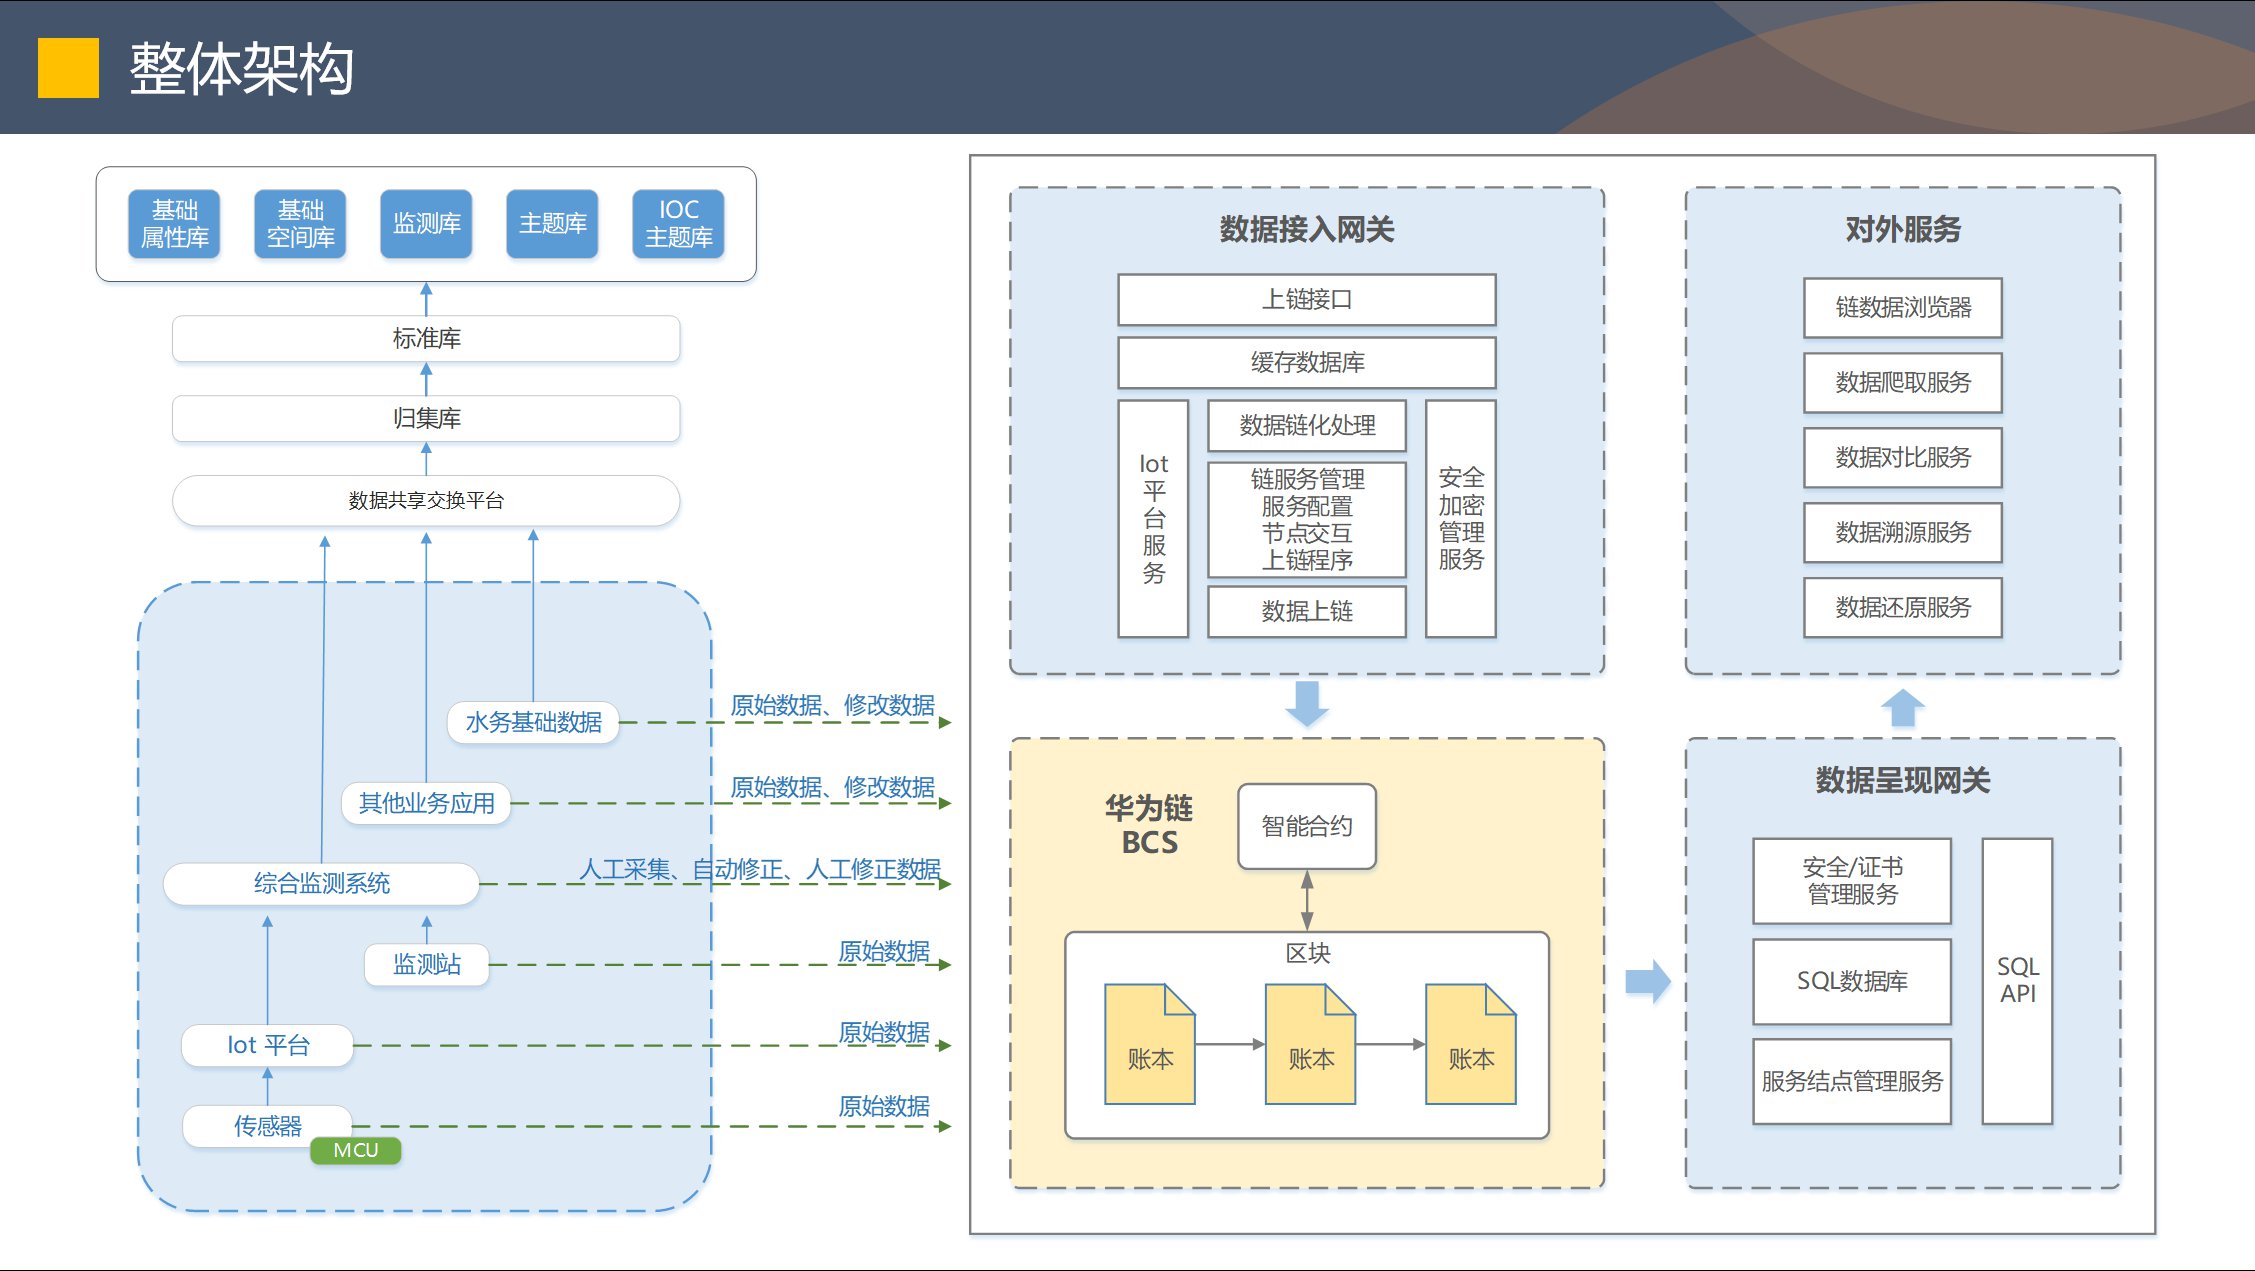 整体架构
基础
属性库
基础
空间库
监测库
主题库
IOC
主题库
标准库
归集库
数据共享交换平台
水务基础数据
原始数据、修改数据
其他业务应用
原始数据、修改数据
综合监测系统
人工采集、自动修正、人工修正数据
监测站
原始数据
Iot 平台
原始数据
传感器
MCU
原始数据
数据接入网关
上链接口
缓存数据库
Iot
平
台
服
务
数据链化处理
链服务管理
服务配置
节点交互
上链程序
数据上链
安全
加密
管理
服务
华为链
BCS
智能合约
区块
账本
账本
账本
对外服务
链数据浏览器
数据爬取服务
数据对比服务
数据溯源服务
数据还原服务
数据呈现网关
安全/证书
管理服务
SQL数据库
服务结点管理服务
SQL
API